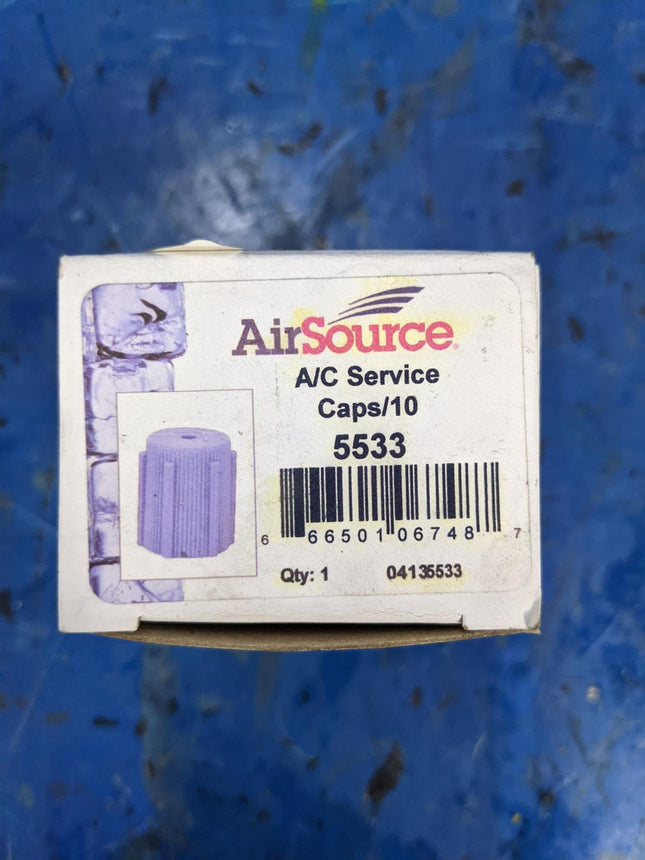 AirSource®
A/C Service
Caps/10
5533
6 66501 06748 7
Qty: 1 04135533